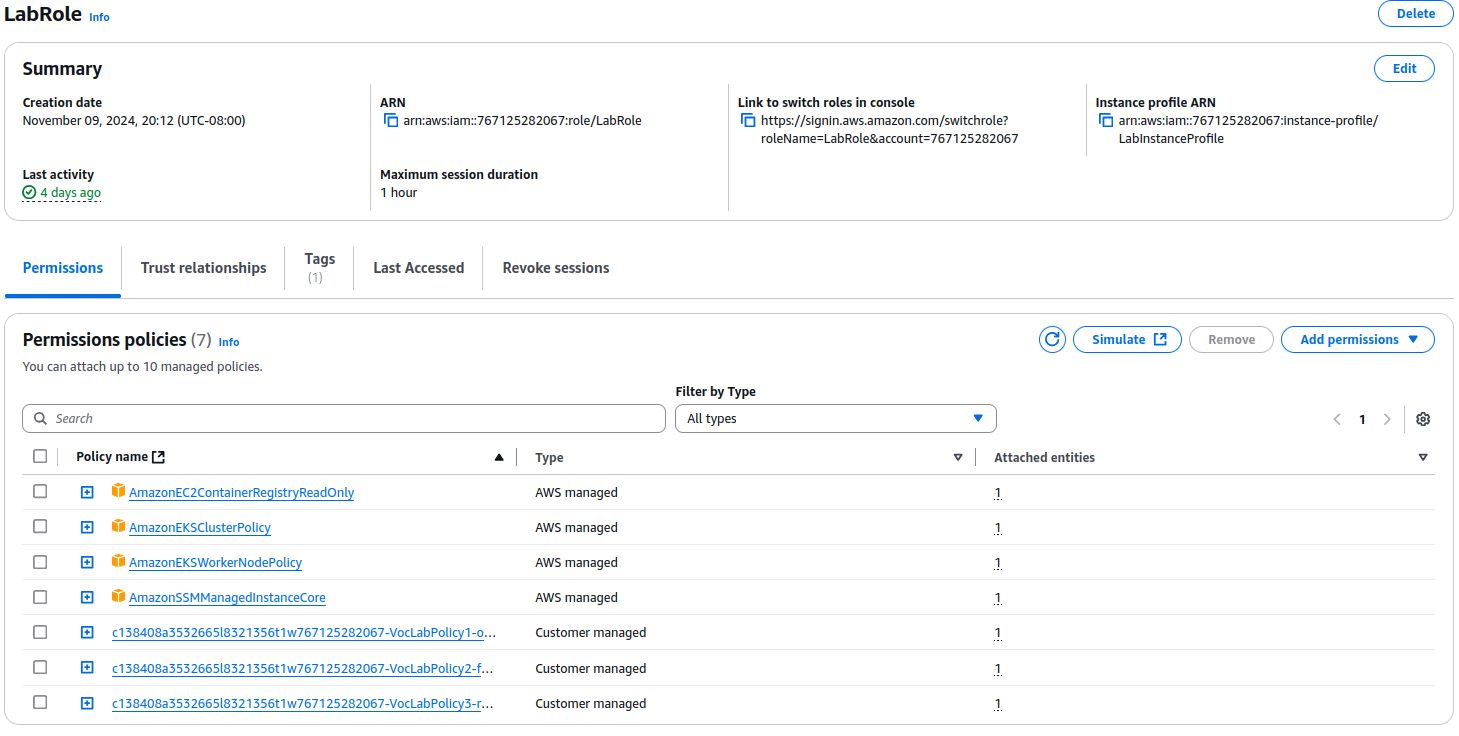 LabRole Info
Delete
Summary
Edit
Creation date
November 09, 2024, 20:12 (UTC-08:00)
ARN
arn:aws:iam::767125282067:role/LabRole
Link to switch roles in console
https://signin.aws.amazon.com/switchrole?
roleName=LabRole&account=767125282067
Instance profile ARN
arn:aws:iam::767125282067:instance-profile/
LabInstanceProfile
Last activity
4 days ago
Maximum session duration
1 hour
Permissions
Trust relationships
Tags
(1)
Last Accessed
Revoke sessions
Permissions policies (7) Info
You can attach up to 10 managed policies.
Simulate
Remove
Add permissions
Filter by Type
Search
All types
1
Policy name
Type
Attached entities
AmazonEC2ContainerRegistryReadOnly AWS managed 1
AmazonEKSClusterPolicy AWS managed 1
AmazonEKSWorkerNodePolicy AWS managed 1
AmazonSSMManagedInstanceCore AWS managed 1
c138408a3532665l8321356t1w767125282067-VocLabPolicy1-o... Customer managed 1
c138408a3532665l8321356t1w767125282067-VocLabPolicy2-f... Customer managed 1
c138408a3532665l8321356t1w767125282067-VocLabPolicy3-r... Customer managed 1